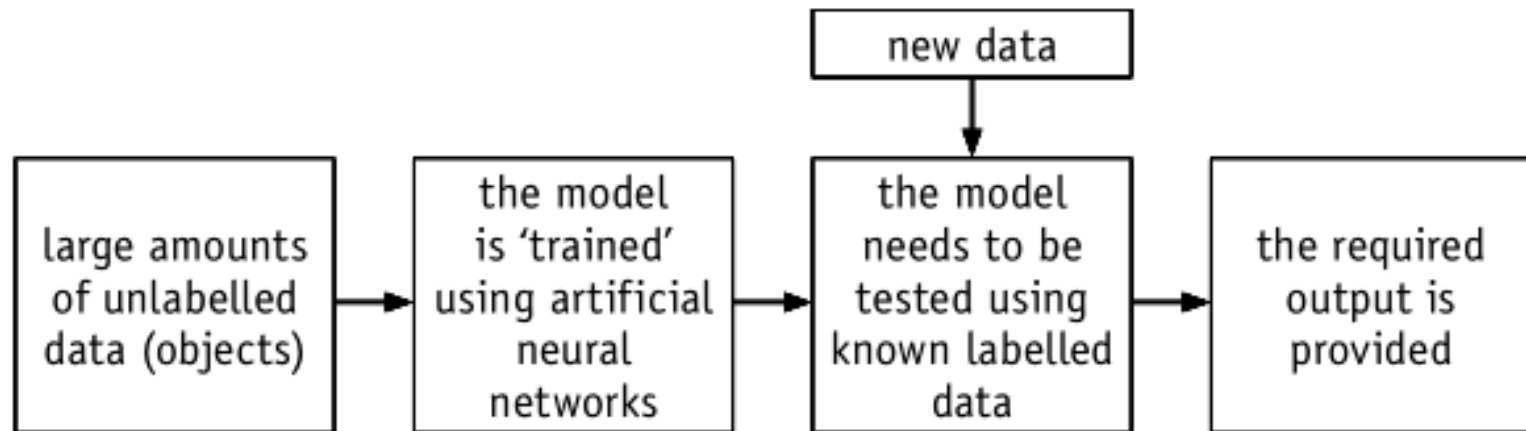 new data
large amounts
of unlabelled
data (objects)
the model
is ‘trained’
using artificial
neural
networks
the model
needs to be
tested using
known labelled
data
the required
output is
provided